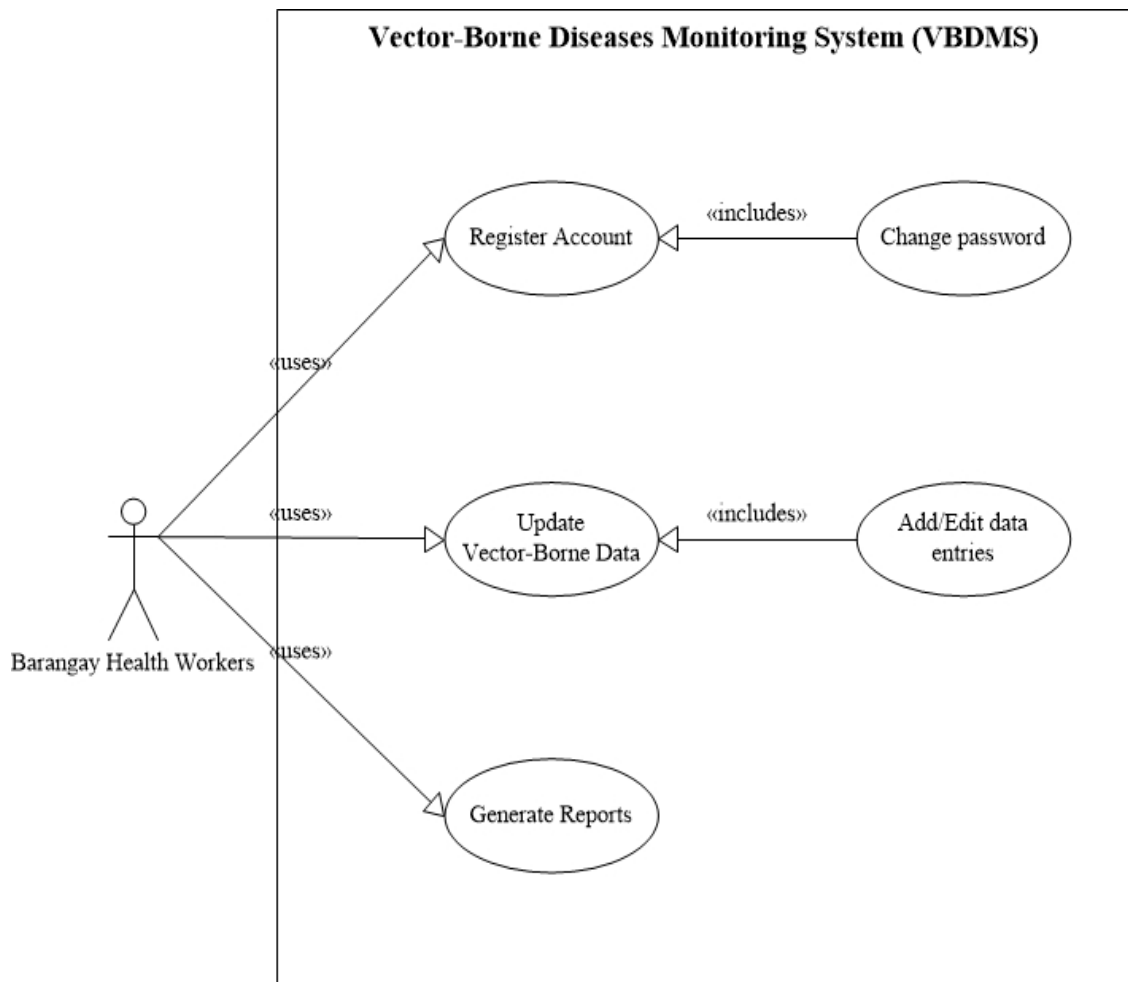 Vector-Borne Diseases Monitoring System (VBDMS)
Register Account
«includes»
Change password
«uses»
«uses»
Update
Vector-Borne Data
«includes»
Add/Edit data
entries
Barangay Health Workers
«uses»
Generate Reports